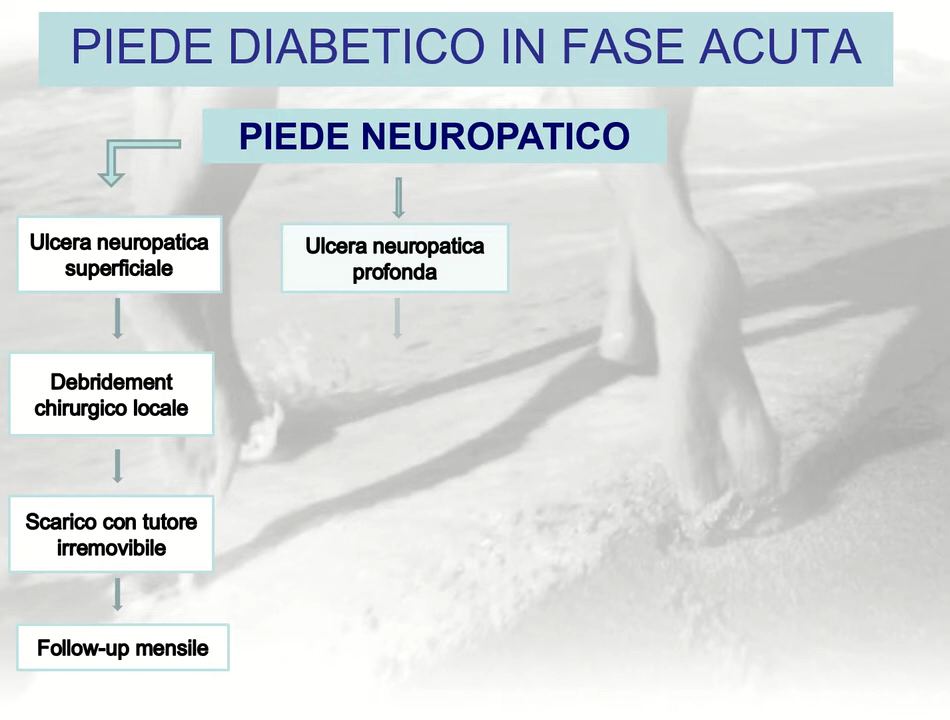 PIEDE DIABETICO IN FASE ACUTA
PIEDE NEUROPATICO
Ulcera neuropatica
superficiale
Ulcera neuropatica
profonda
Debridement
chirurgico locale
Scarico con tutore
irremovibile
Follow-up mensile